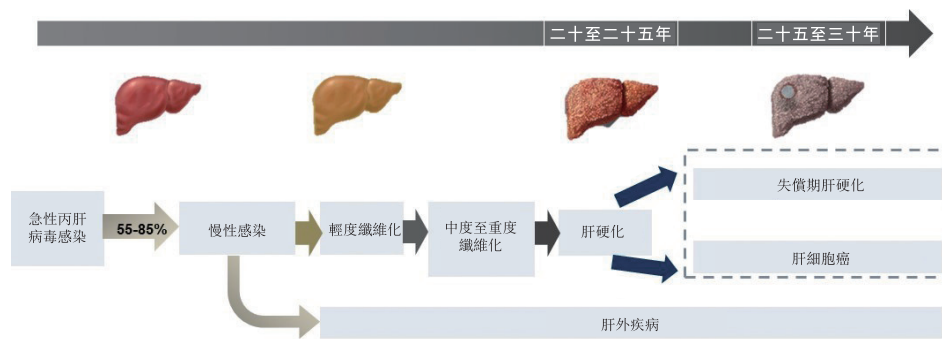 二十至二十五年
二十五至三十年
急性丙肝
病毒感染
55-85%
慢性感染
輕度纖維化
中度至重度
纖維化
肝硬化
失償期肝硬化
肝細胞癌
肝外疾病